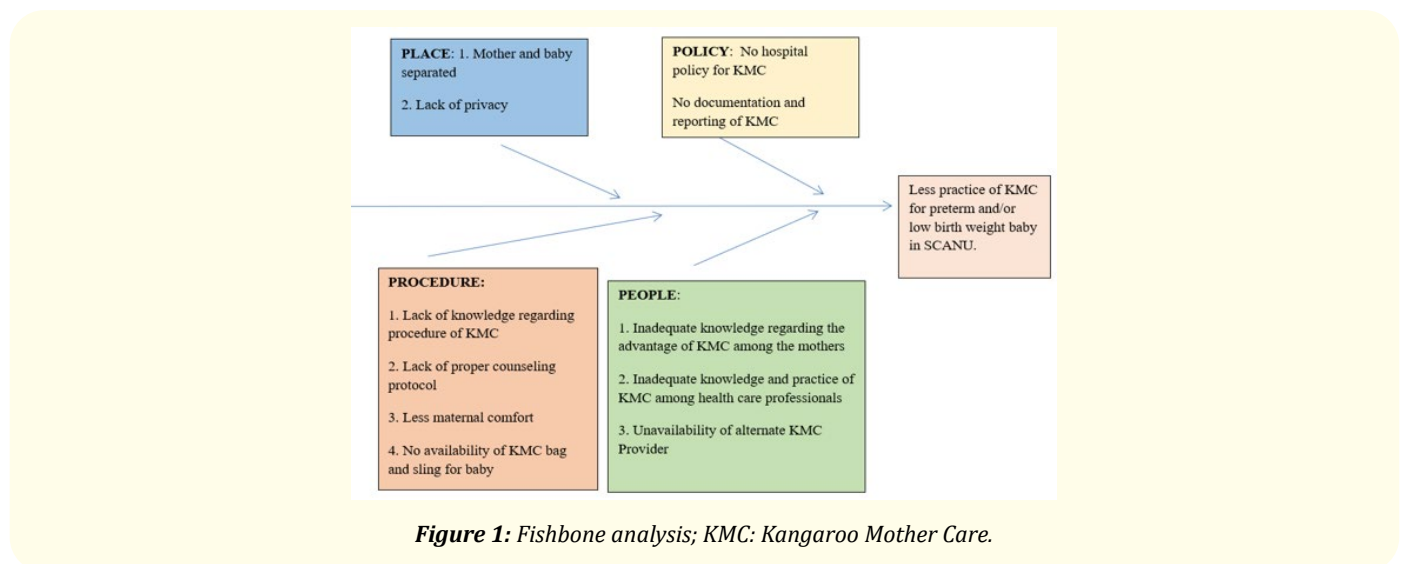 PLACE: 1. Mother and baby
separated
2. Lack of privacy
POLICY: No hospital
policy for KMC
No documentation and
reporting of KMC
Less practice of KMC
for preterm and/or
low birth weight baby
in SCANU.
PROCEDURE:
1. Lack of knowledge regarding
procedure of KMC
2. Lack of proper counseling
protocol
3. Less maternal comfort
4. No availability of KMC bag
and sling for baby
PEOPLE:
1. Inadequate knowledge regarding the
advantage of KMC among the mothers
2. Inadequate knowledge and practice of
KMC among health care professionals
3. Unavailability of alternate KMC
Provider
Figure 1: Fishbone analysis; KMC: Kangaroo Mother Care.